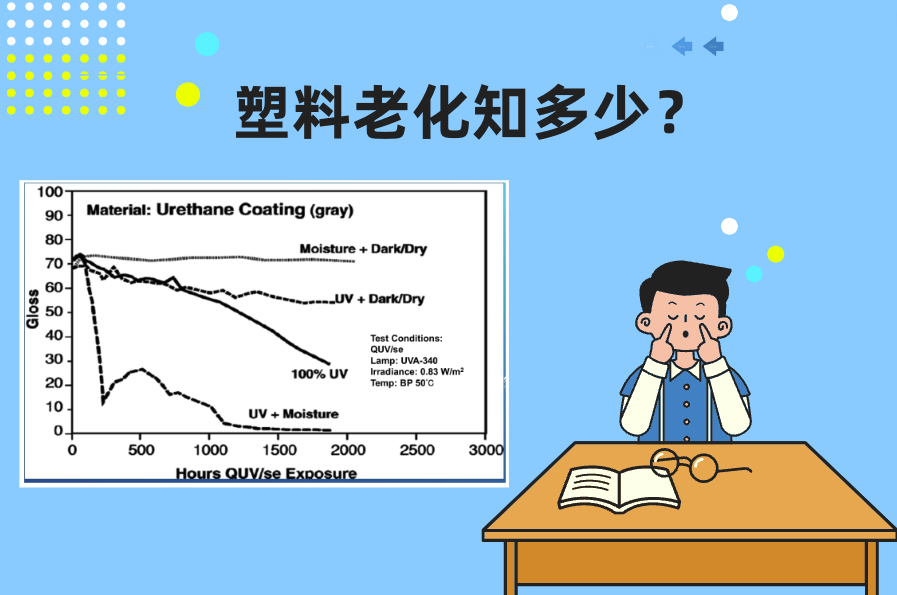 塑料老化知多少?
Material: Urethane Coating (gray)
100
90
80
70
60
50
40
30
20
10
0
Gloss
Moisture + Dark/Dry
UV + Dark/Dry
100% UV
UV + Moisture
Test Conditions:
QUV/se
Lamp: UVA-340
Irradiance: 0.83 W/m²
Temp: BP 50℃
0 500 1000 1500 2000 2500 3000
Hours QUV/se Exposure